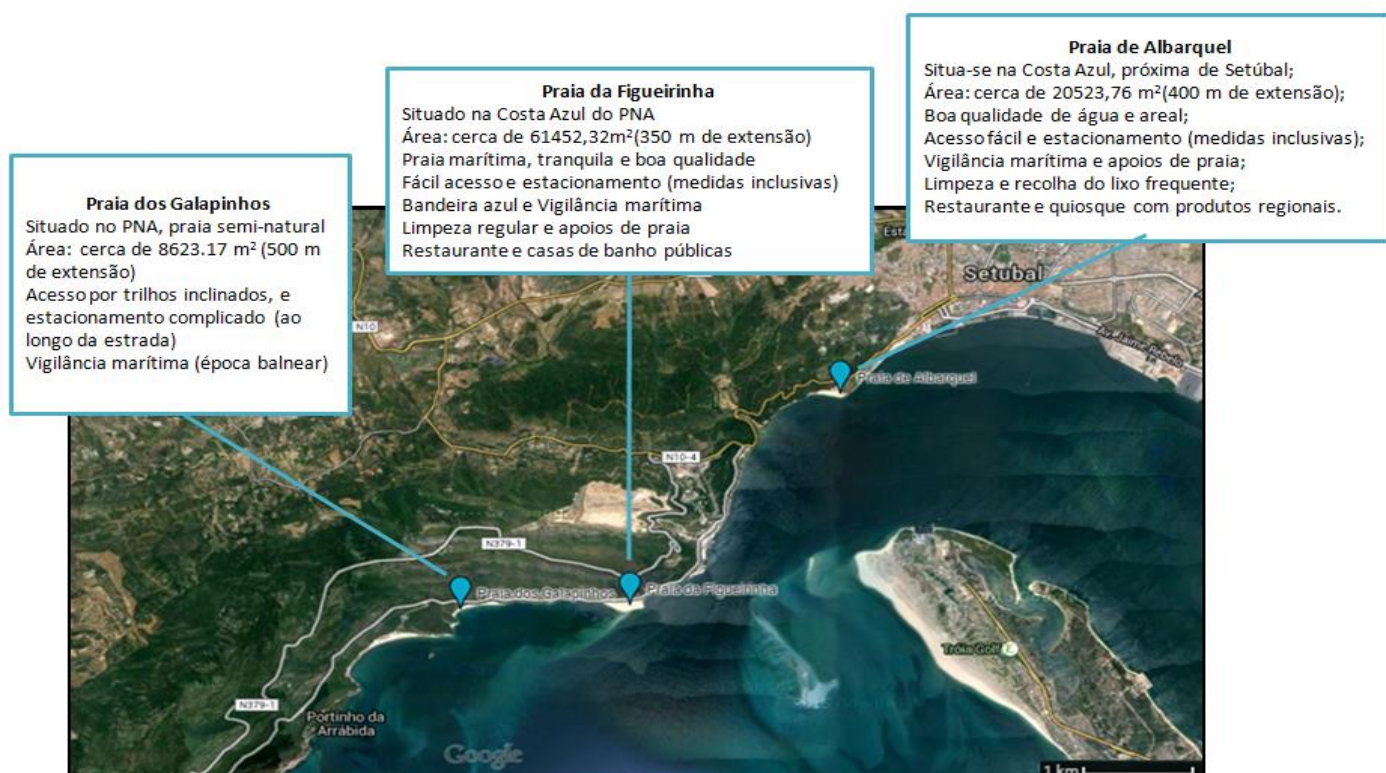 Praia de Albarquel
Situa-se na Costa Azul, próxima de Setúbal;
Área: cerca de 20523,76 m²(400 m de extensão);
Boa qualidade de água e areal;
Acesso fácil e estacionamento (medidas inclusivas);
Vigilância marítima e apoios de praia;
Limpeza e recolha do lixo frequente;
Restaurante e quiosque com produtos regionais.
Praia da Figueirinha
Situado na Costa Azul do PNA
Área: cerca de 61452,32m²(350 m de extensão)
Praia marítima, tranquila e boa qualidade
Fácil acesso e estacionamento (medidas inclusivas)
Bandeira azul e Vigilância marítima
Limpeza regular e apoios de praia
Restaurante e casas de banho públicas
Praia dos Galapinhos
Situado no PNA, praia semi-natural
Área: cerca de 8623.17 m² (500 m
de extensão)
Acesso por trilhos inclinados, e
estacionamento complicado (ao
longo da estrada)
Vigilância marítima (época balnear)
Setubal
N10
Av. Jaime Rebelo
Praia de Albarquel
N10-4
N379-1
Praia dos Galapinhos
Praia da Figueirinha
Tróia Golf
N379-1
Portinho da
Arrábida
Google
1 km